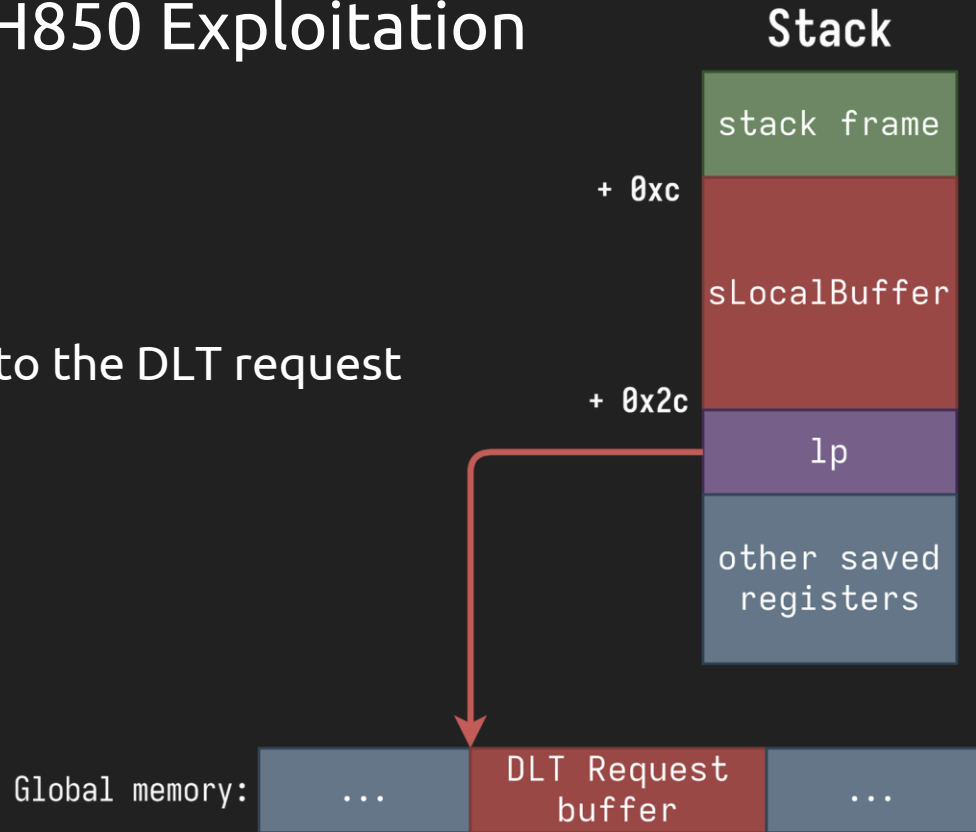 H850 Exploitation
Stack
stack frame
+ 0xc
sLocalBuffer
to the DLT request
+ 0x2c
lp
other saved
registers
Global memory:
...
DLT Request
buffer
...